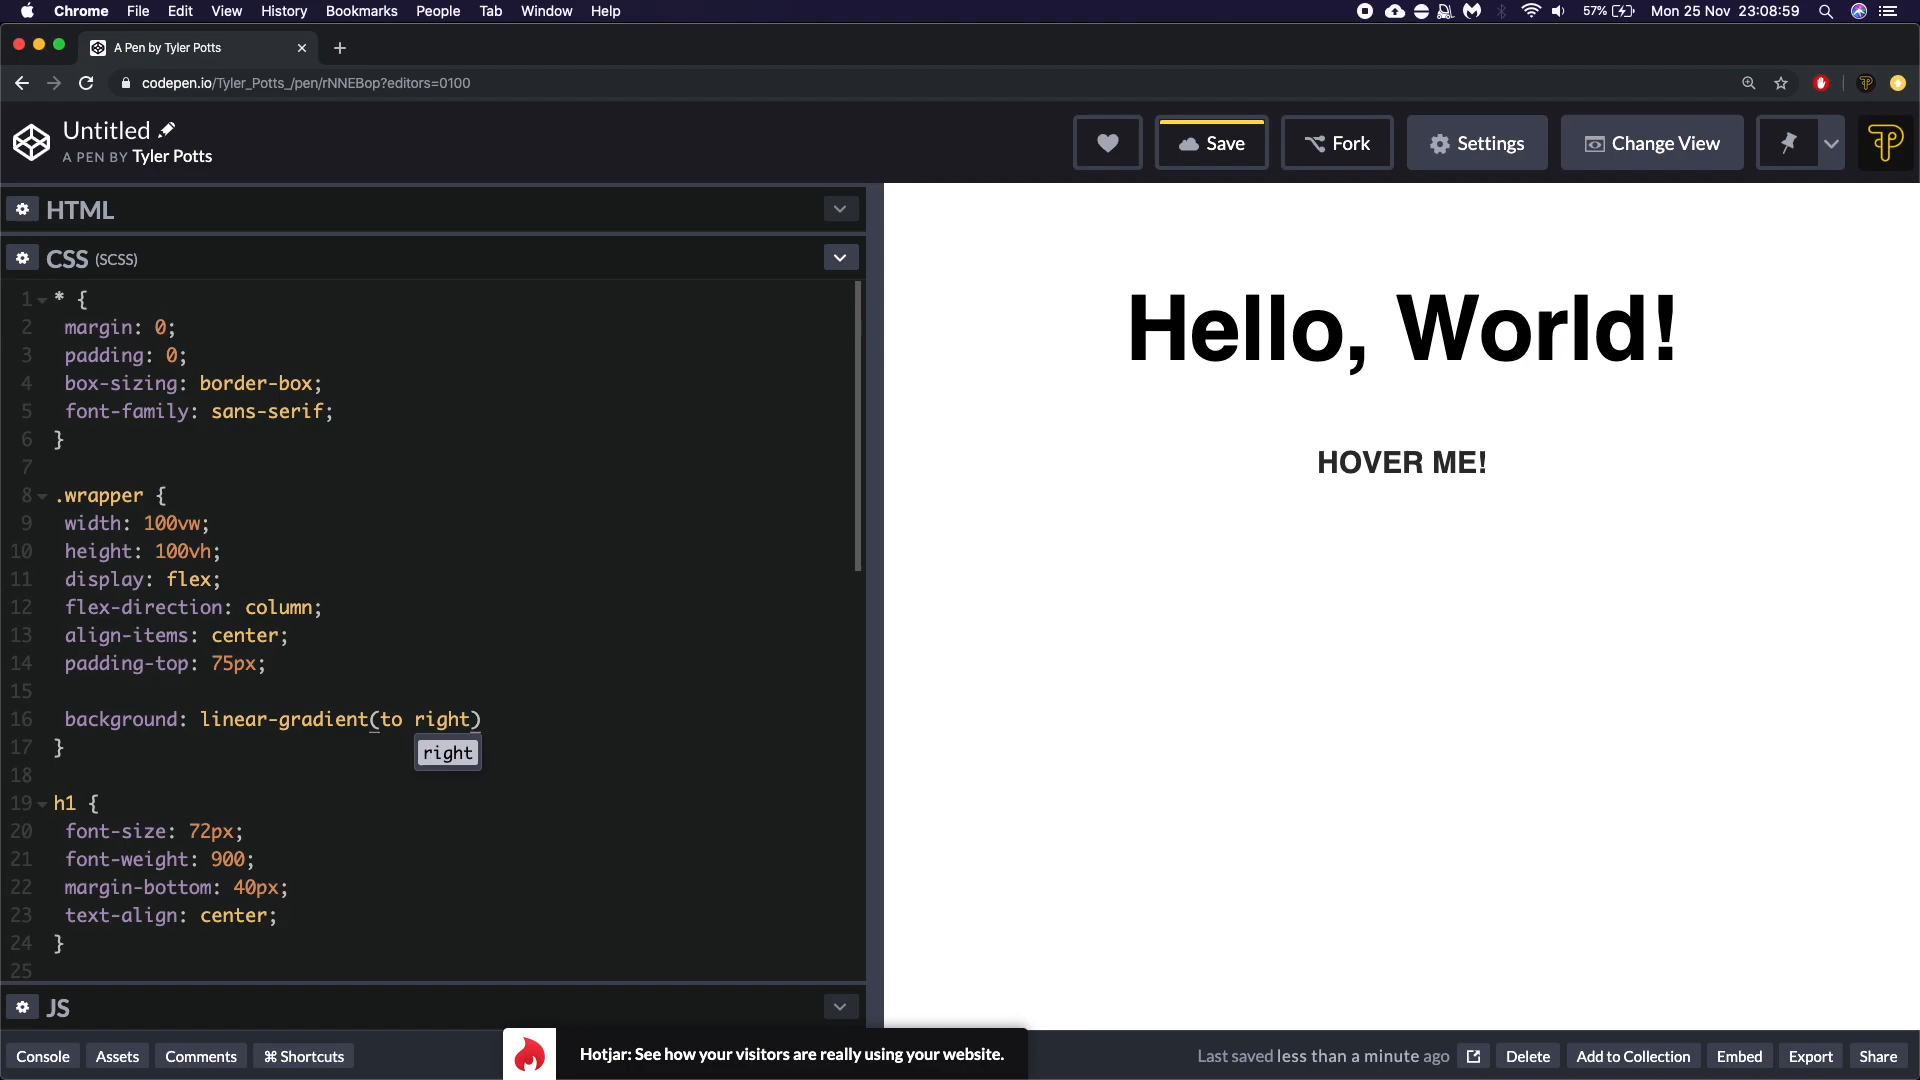 Chrome File Edit View History Bookmarks People Tab Window Help 57% Mon 25 Nov 23:08:59
A Pen by Tyler Potts
codepen.io/Tyler_Potts_/pen/rNNEBop?editors=0100
Untitled
A PEN BY Tyler Potts
Save Fork Settings Change View
HTML
CSS (SCSS)
1 * {
2 margin: 0;
3 padding: 0;
4 box-sizing: border-box;
5 font-family: sans-serif;
6 }
7
8 .wrapper {
9 width: 100vw;
10 height: 100vh;
11 display: flex;
12 flex-direction: column;
13 align-items: center;
14 padding-top: 75px;
15
16 background: linear-gradient(to right)
17 }
right
18
19 h1 {
20 font-size: 72px;
21 font-weight: 900;
22 margin-bottom: 40px;
23 text-align: center;
24 }
25
JS
Hello, World!
HOVER ME!
Console Assets Comments ⌘ Shortcuts
Hotjar: See how your visitors are really using your website.
Last saved less than a minute ago Delete Add to Collection Embed Export Share